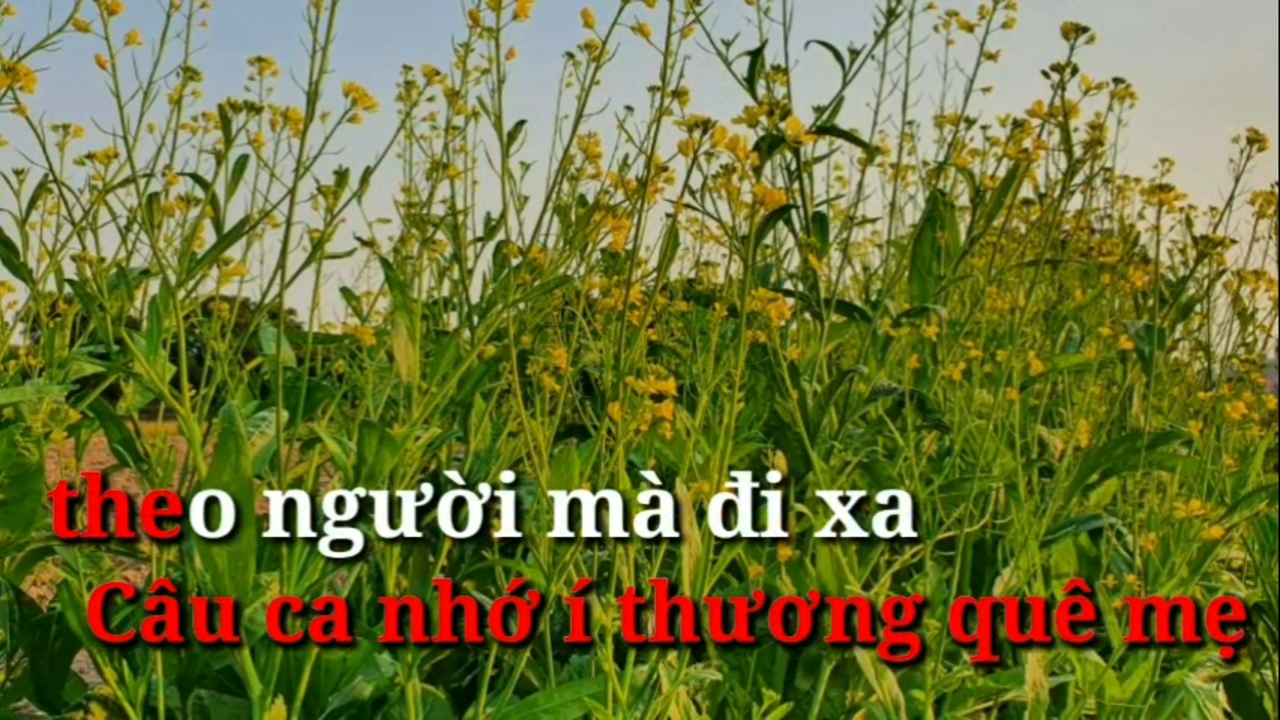 theo người mà đi xa
Câu ca nhớ í thương quê mẹ